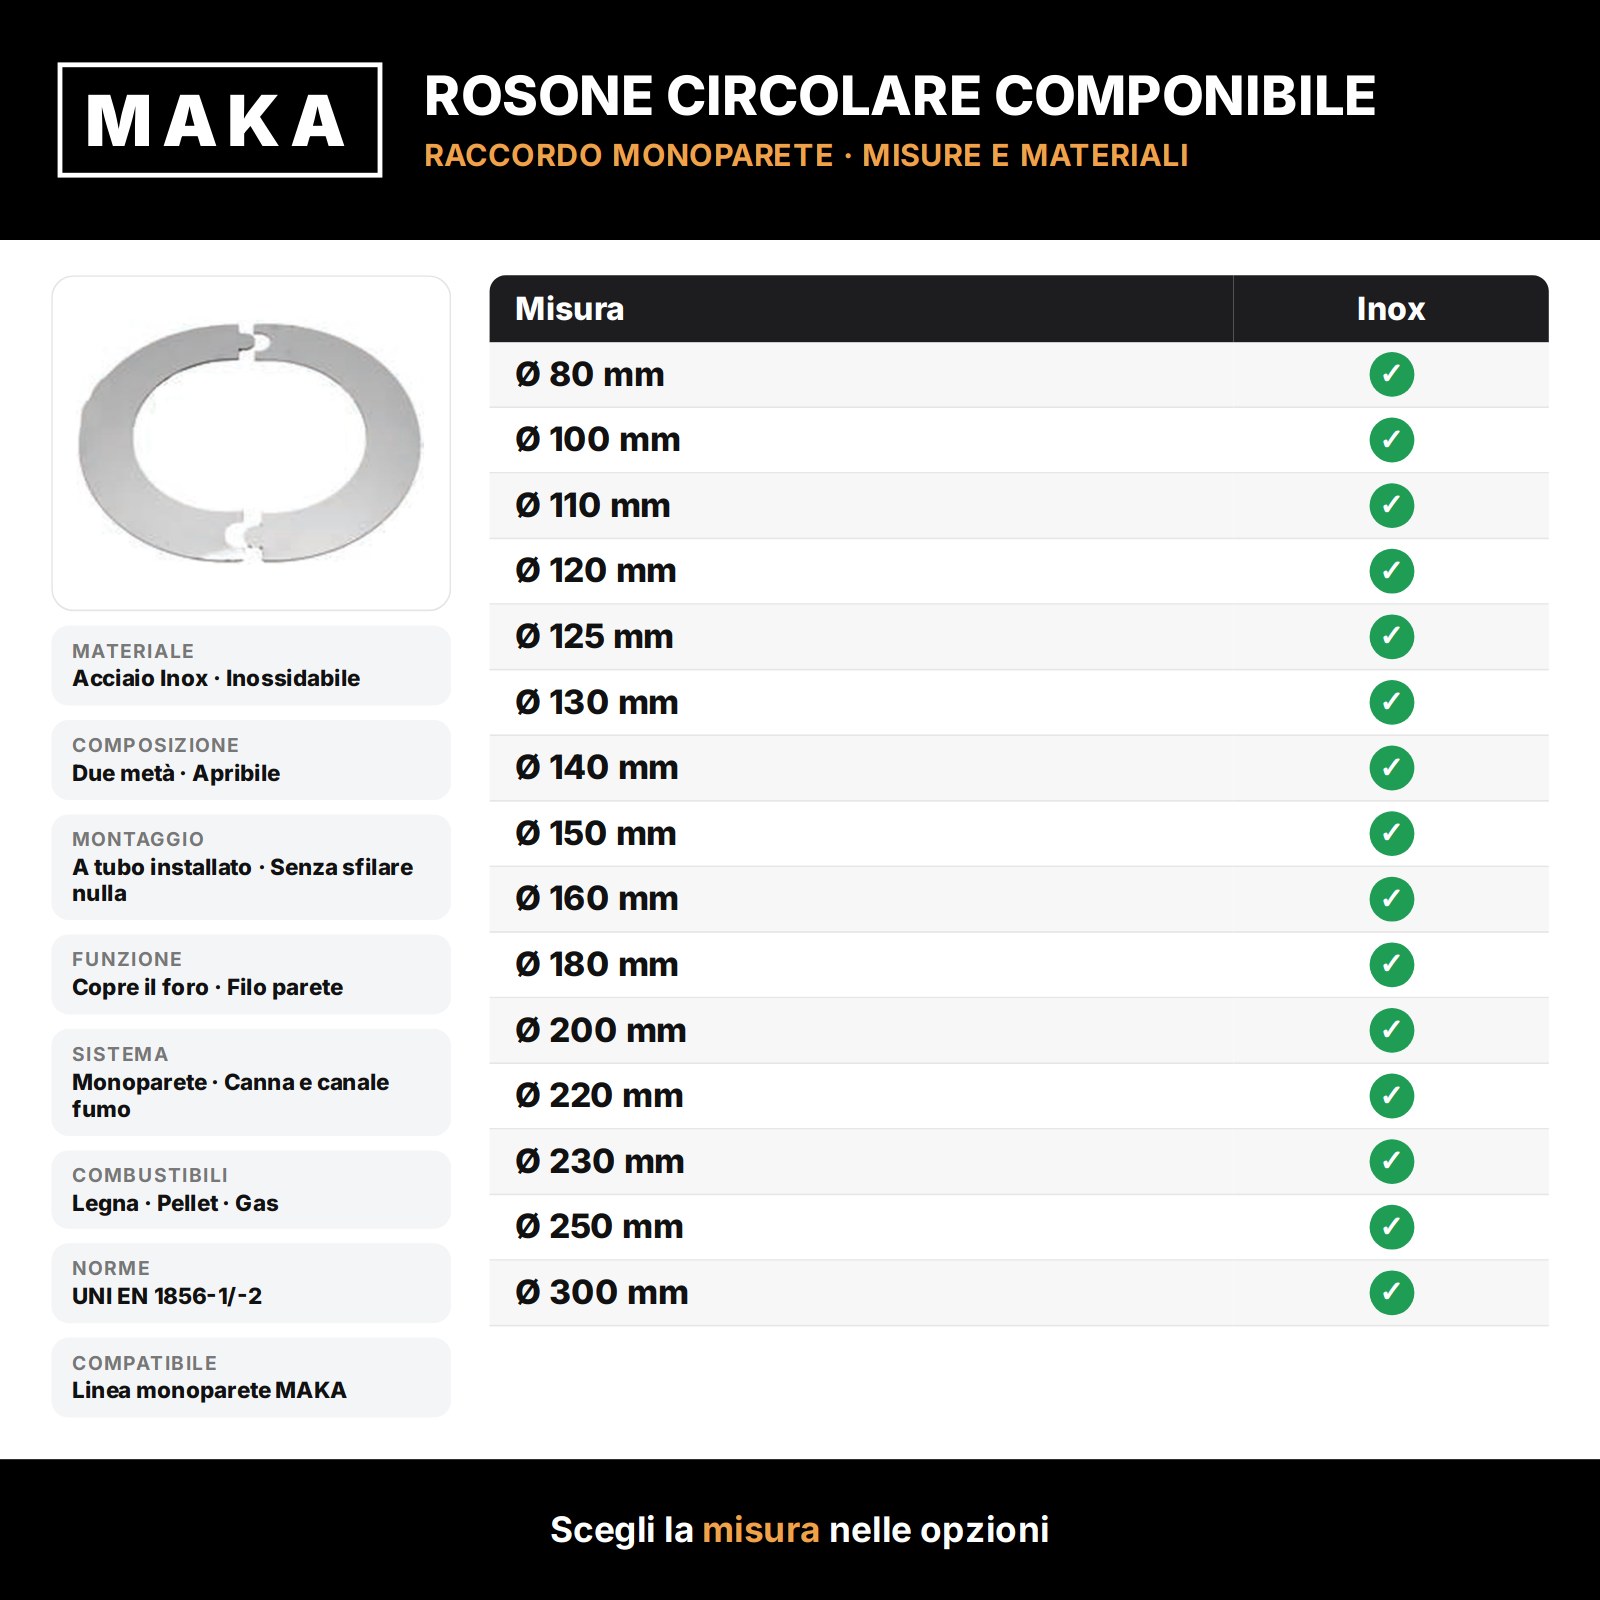 MAKA
ROSONE CIRCOLARE COMPONIBILE
RACCORDO MONOPARETE · MISURE E MATERIALI
MATERIALE
Acciaio Inox · Inossidabile
COMPOSIZIONE
Due metà · Apribile
MONTAGGIO
A tubo installato · Senza sfilare
nulla
FUNZIONE
Copre il foro · Filo parete
SISTEMA
Monoparete · Canna e canale
fumo
COMBUSTIBILI
Legna · Pellet · Gas
NORME
UNI EN 1856-1/-2
COMPATIBILE
Linea monoparete MAKA
Misura Inox
Ø 80 mm ✓
Ø 100 mm ✓
Ø 110 mm ✓
Ø 120 mm ✓
Ø 125 mm ✓
Ø 130 mm ✓
Ø 140 mm ✓
Ø 150 mm ✓
Ø 160 mm ✓
Ø 180 mm ✓
Ø 200 mm ✓
Ø 220 mm ✓
Ø 230 mm ✓
Ø 250 mm ✓
Ø 300 mm ✓
Scegli la misura nelle opzioni